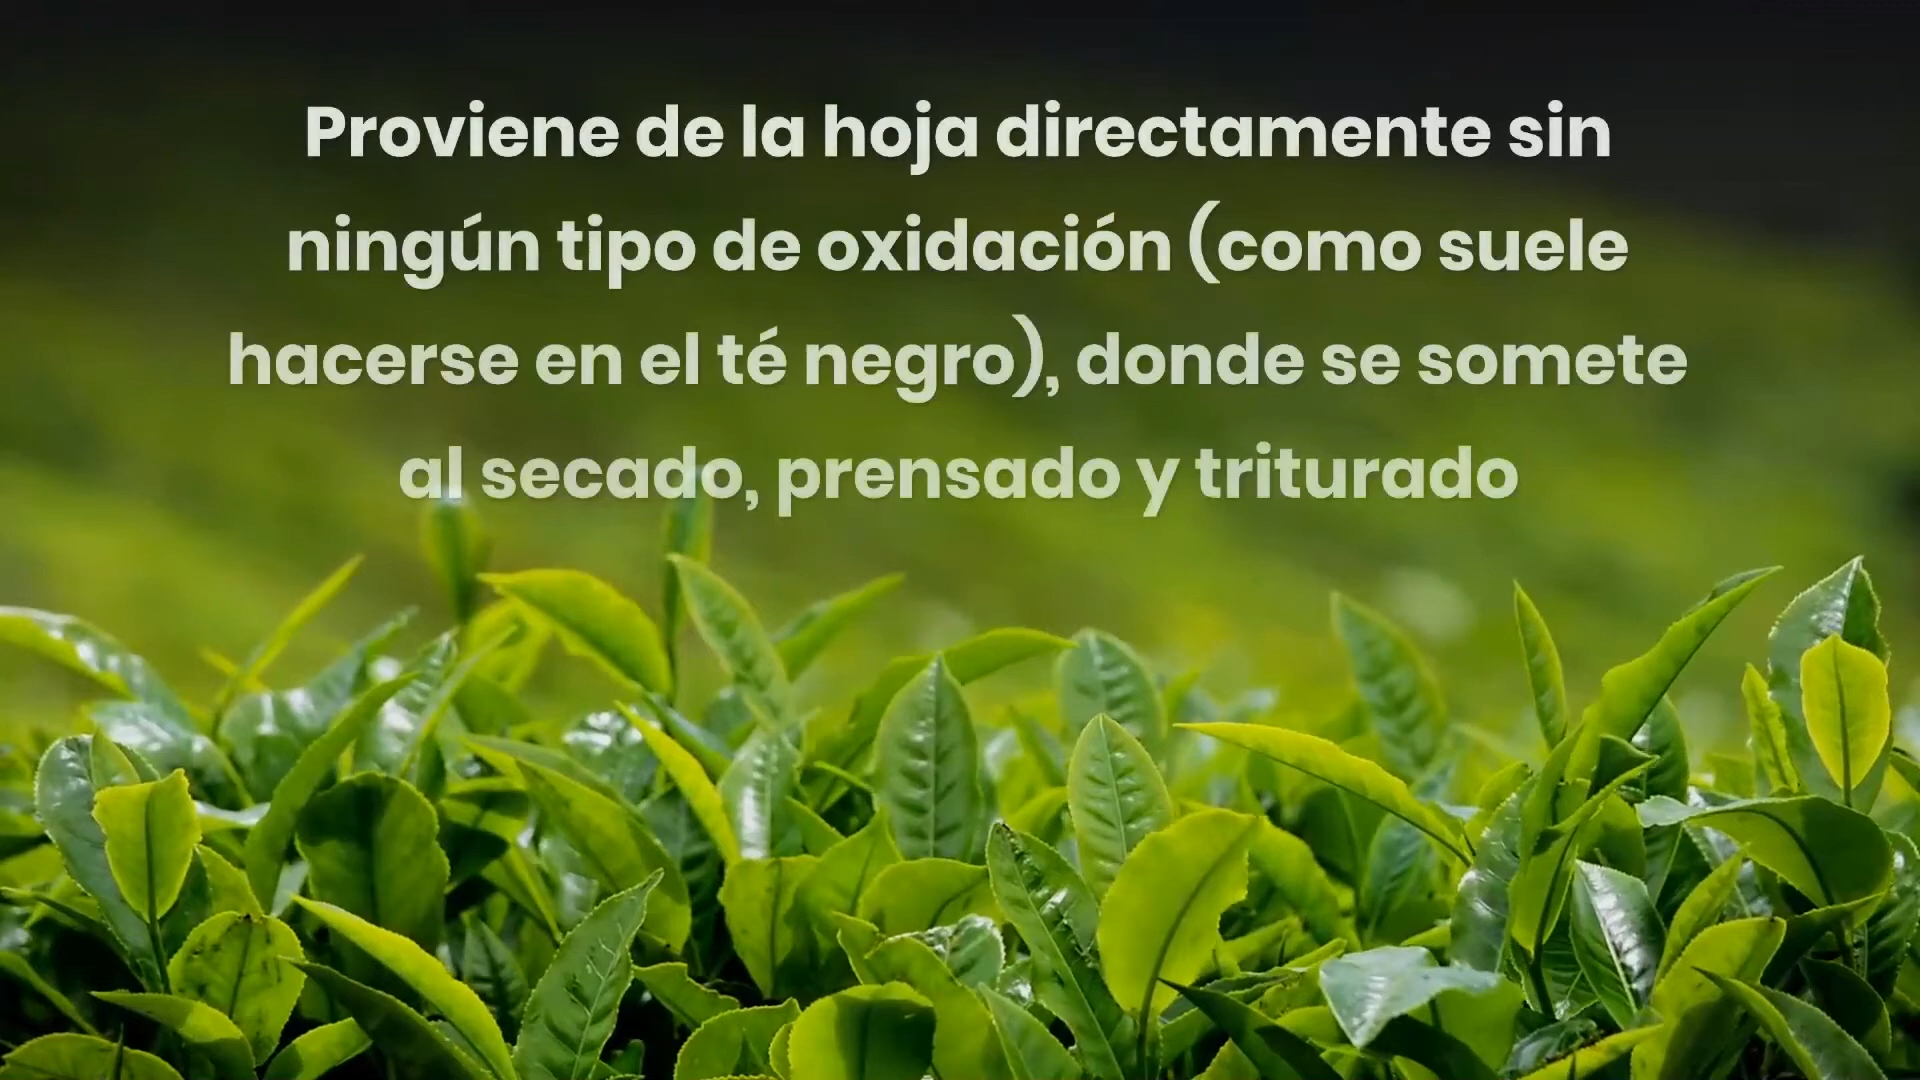 Proviene de la hoja directamente sin
ningún tipo de oxidación (como suele
hacerse en el té negro), donde se somete
al secado, prensado y triturado